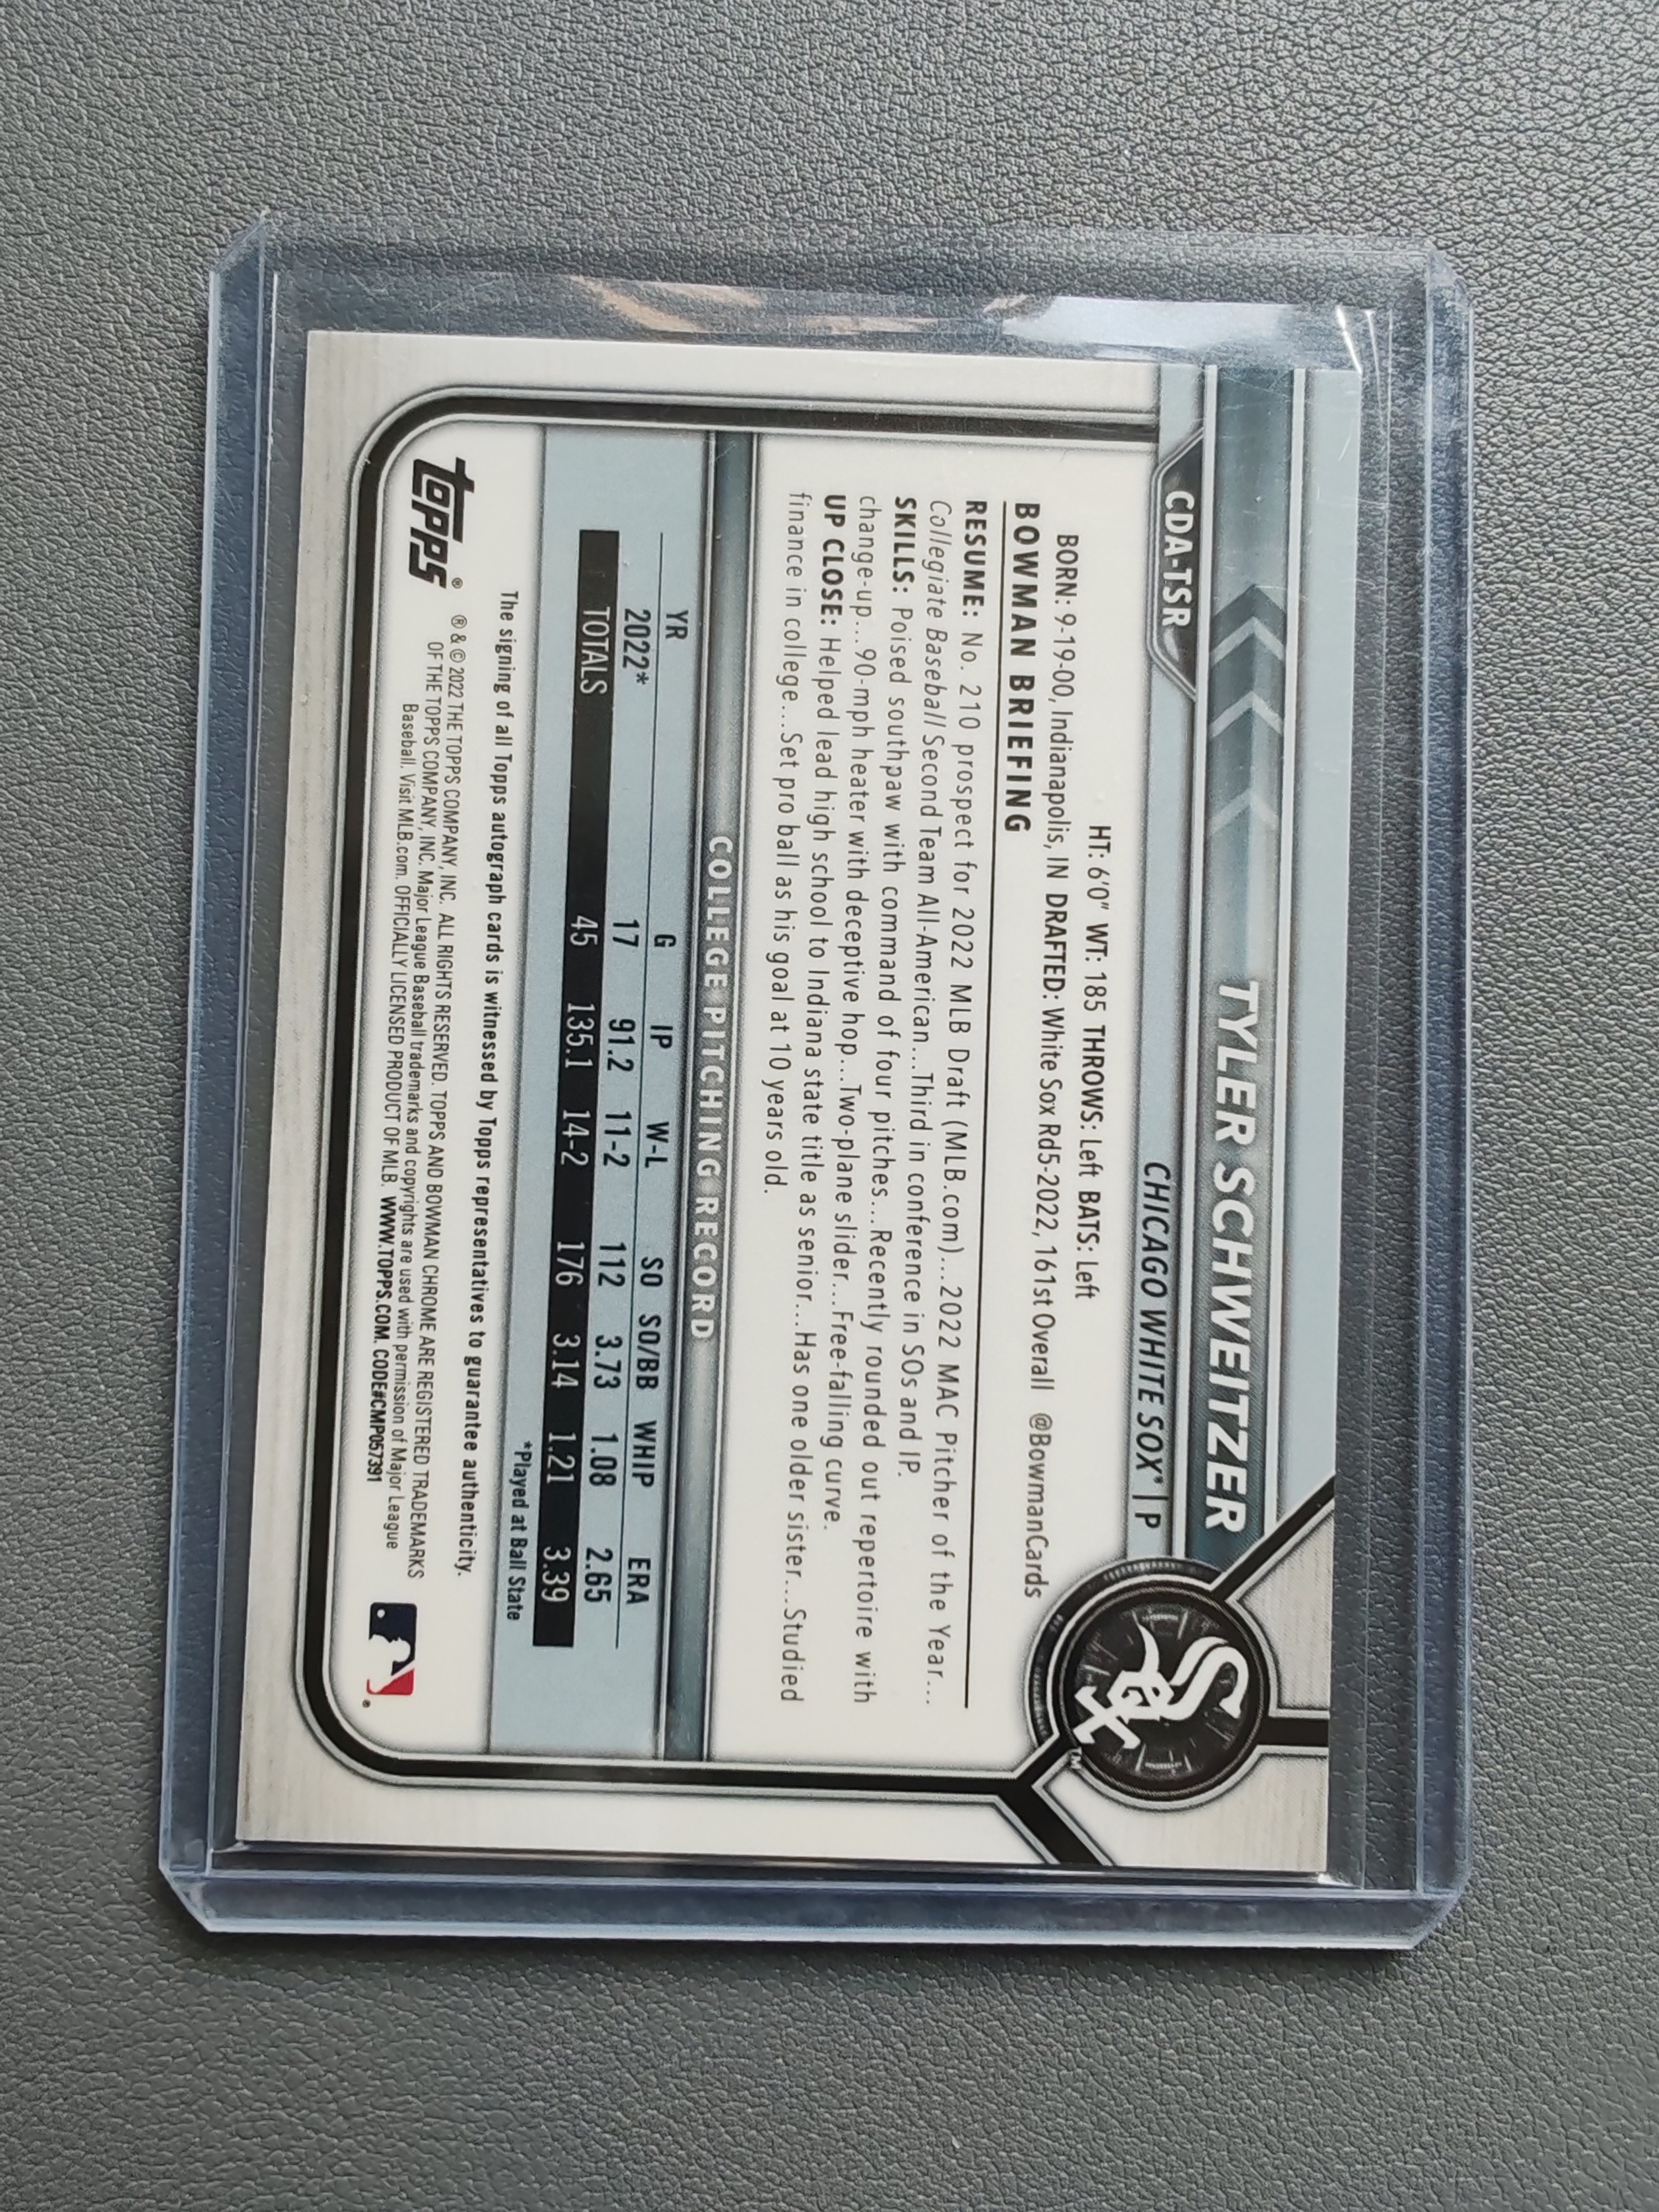 TYLER SCHWEITZER
CHICAGO WHITE SOX® | P
CDA-TSR
HT: 6'0" WT: 185 THROWS: Left BATS: Left
BORN: 9-19-00, Indianapolis, IN DRAFTED: White Sox Rd5-2022, 161st Overall @BowmanCards
BOWMAN BRIEFING
RESUME: No. 210 prospect for 2022 MLB Draft (MLB.com)...2022 MAC Pitcher of the Year...
Collegiate Baseball Second Team All-American...Third in conference in SOs and IP.
SKILLS: Poised southpaw with command of four pitches...Recently rounded out repertoire with
change-up...90-mph heater with deceptive hop...Two-plane slider...Free-falling curve.
UP CLOSE: Helped lead high school to Indiana state title as senior...Has one older sister...Studied
finance in college...Set pro ball as his goal at 10 years old.
SOX™
COLLEGE PITCHING RECORD
YR G IP W-L SO SO/BB WHIP ERA
2022* 17 91.2 11-2 112 3.73 1.08 2.65
TOTALS 45 135.1 14-2 176 3.14 1.21 3.39
*Played at Ball State
The signing of all Topps autograph cards is witnessed by Topps representatives to guarantee authenticity.
topps®
® & © 2022 THE TOPPS COMPANY, INC. ALL RIGHTS RESERVED. TOPPS AND BOWMAN CHROME ARE REGISTERED TRADEMARKS
OF THE TOPPS COMPANY, INC. Major League Baseball trademarks and copyrights are used with permission of Major League
Baseball. Visit MLB.com. OFFICIALLY LICENSED PRODUCT OF MLB. WWW.TOPPS.COM. CODE#CMP057391